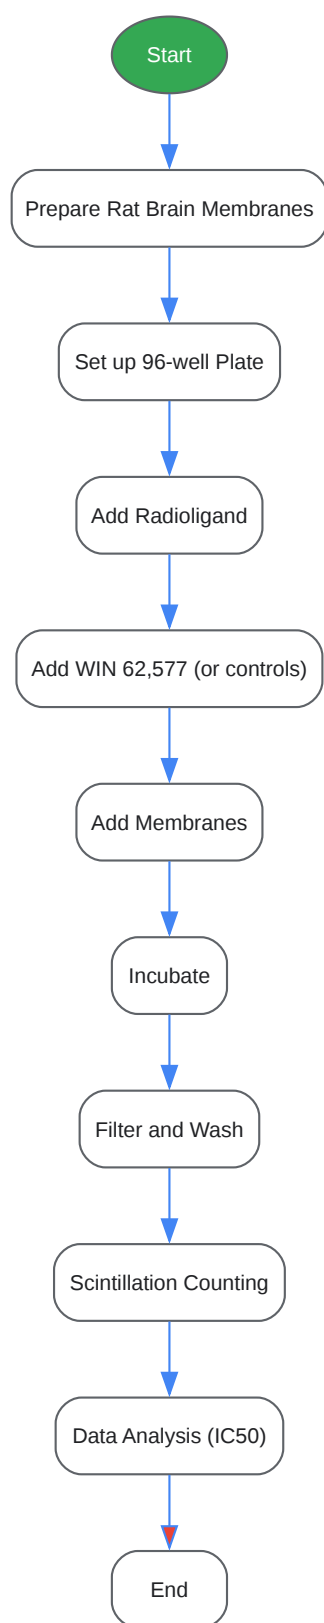 Start
Prepare Rat Brain Membranes
Set up 96-well Plate
Add Radioligand
Add WIN 62,577 (or controls)
Add Membranes
Incubate
Filter and Wash
Scintillation Counting
Data Analysis (IC50)
End